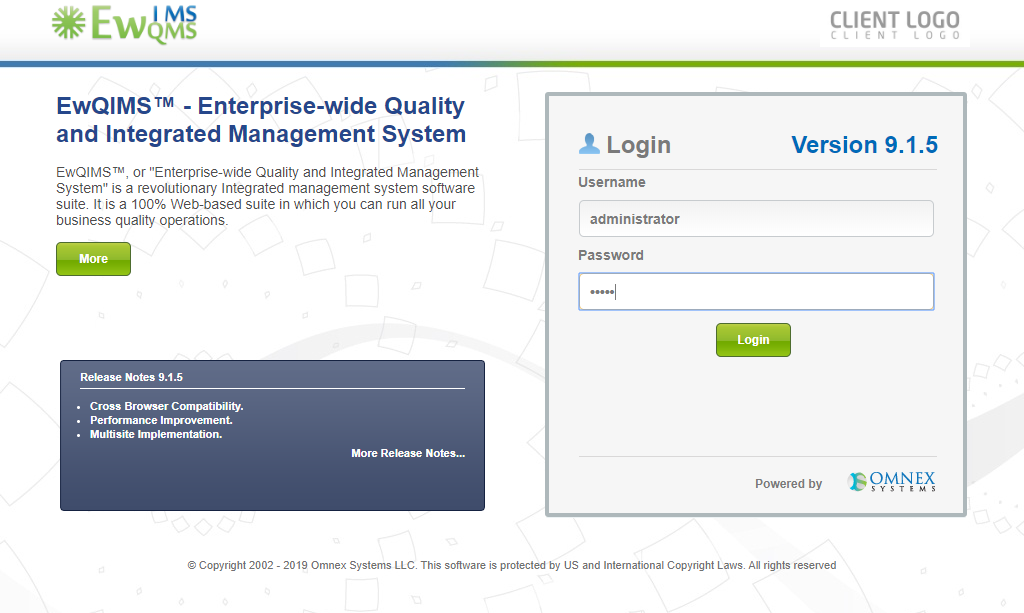 Ew IMS
QMS
CLIENT LOGO
CLIENT LOGO
EwQIMS™ - Enterprise-wide Quality
and Integrated Management System
EwQIMS™, or "Enterprise-wide Quality and Integrated Management
System" is a revolutionary Integrated management system software
suite. It is a 100% Web-based suite in which you can run all your
business quality operations.
More
Release Notes 9.1.5
Cross Browser Compatibility.
Performance Improvement.
Multisite Implementation.
More Release Notes...
Login
Version 9.1.5
Username
administrator
Password
•••••
Login
Powered by
OMNEX
SYSTEMS
© Copyright 2002 - 2019 Omnex Systems LLC. This software is protected by US and International Copyright Laws. All rights reserved